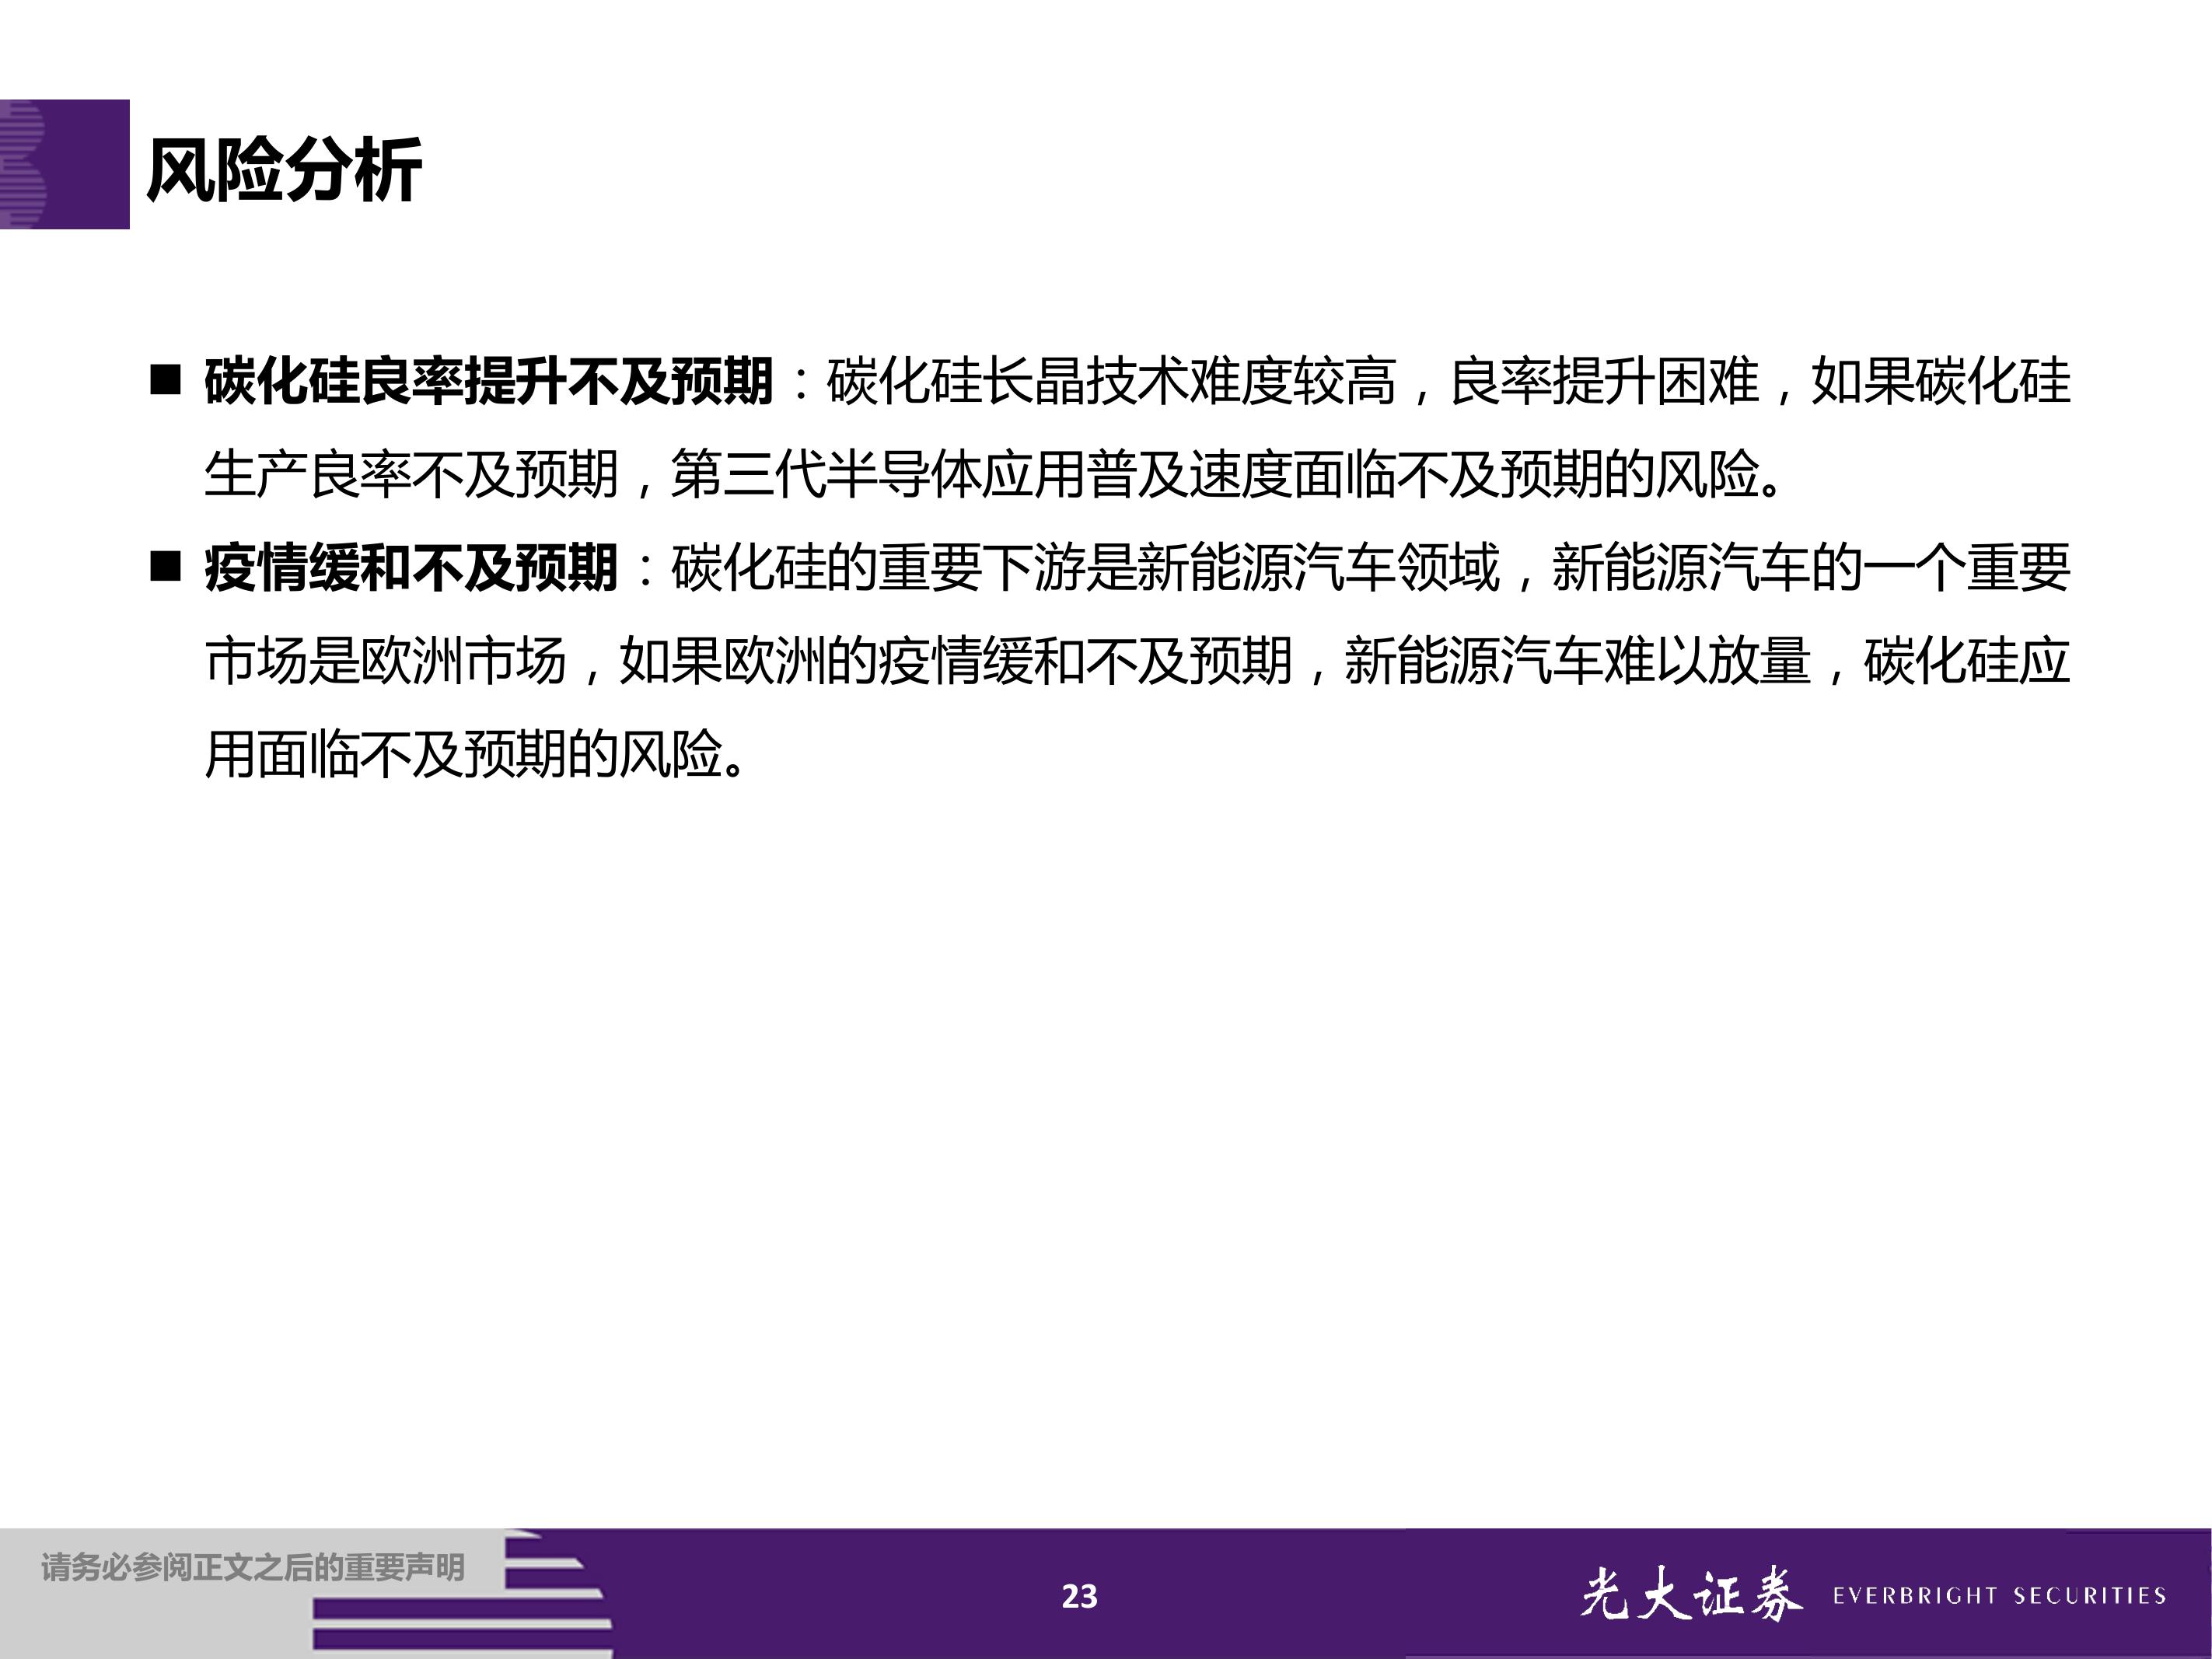 风险分析
■ 碳化硅良率提升不及预期：碳化硅长晶技术难度较高，良率提升困难，如果碳化硅
生产良率不及预期，第三代半导体应用普及速度面临不及预期的风险。
■ 疫情缓和不及预期：碳化硅的重要下游是新能源汽车领域，新能源汽车的一个重要
市场是欧洲市场，如果欧洲的疫情缓和不及预期，新能源汽车难以放量，碳化硅应
用面临不及预期的风险。
请务必参阅正文之后的重要声明
23
光大证券 EVERBRIGHT SECURITIES